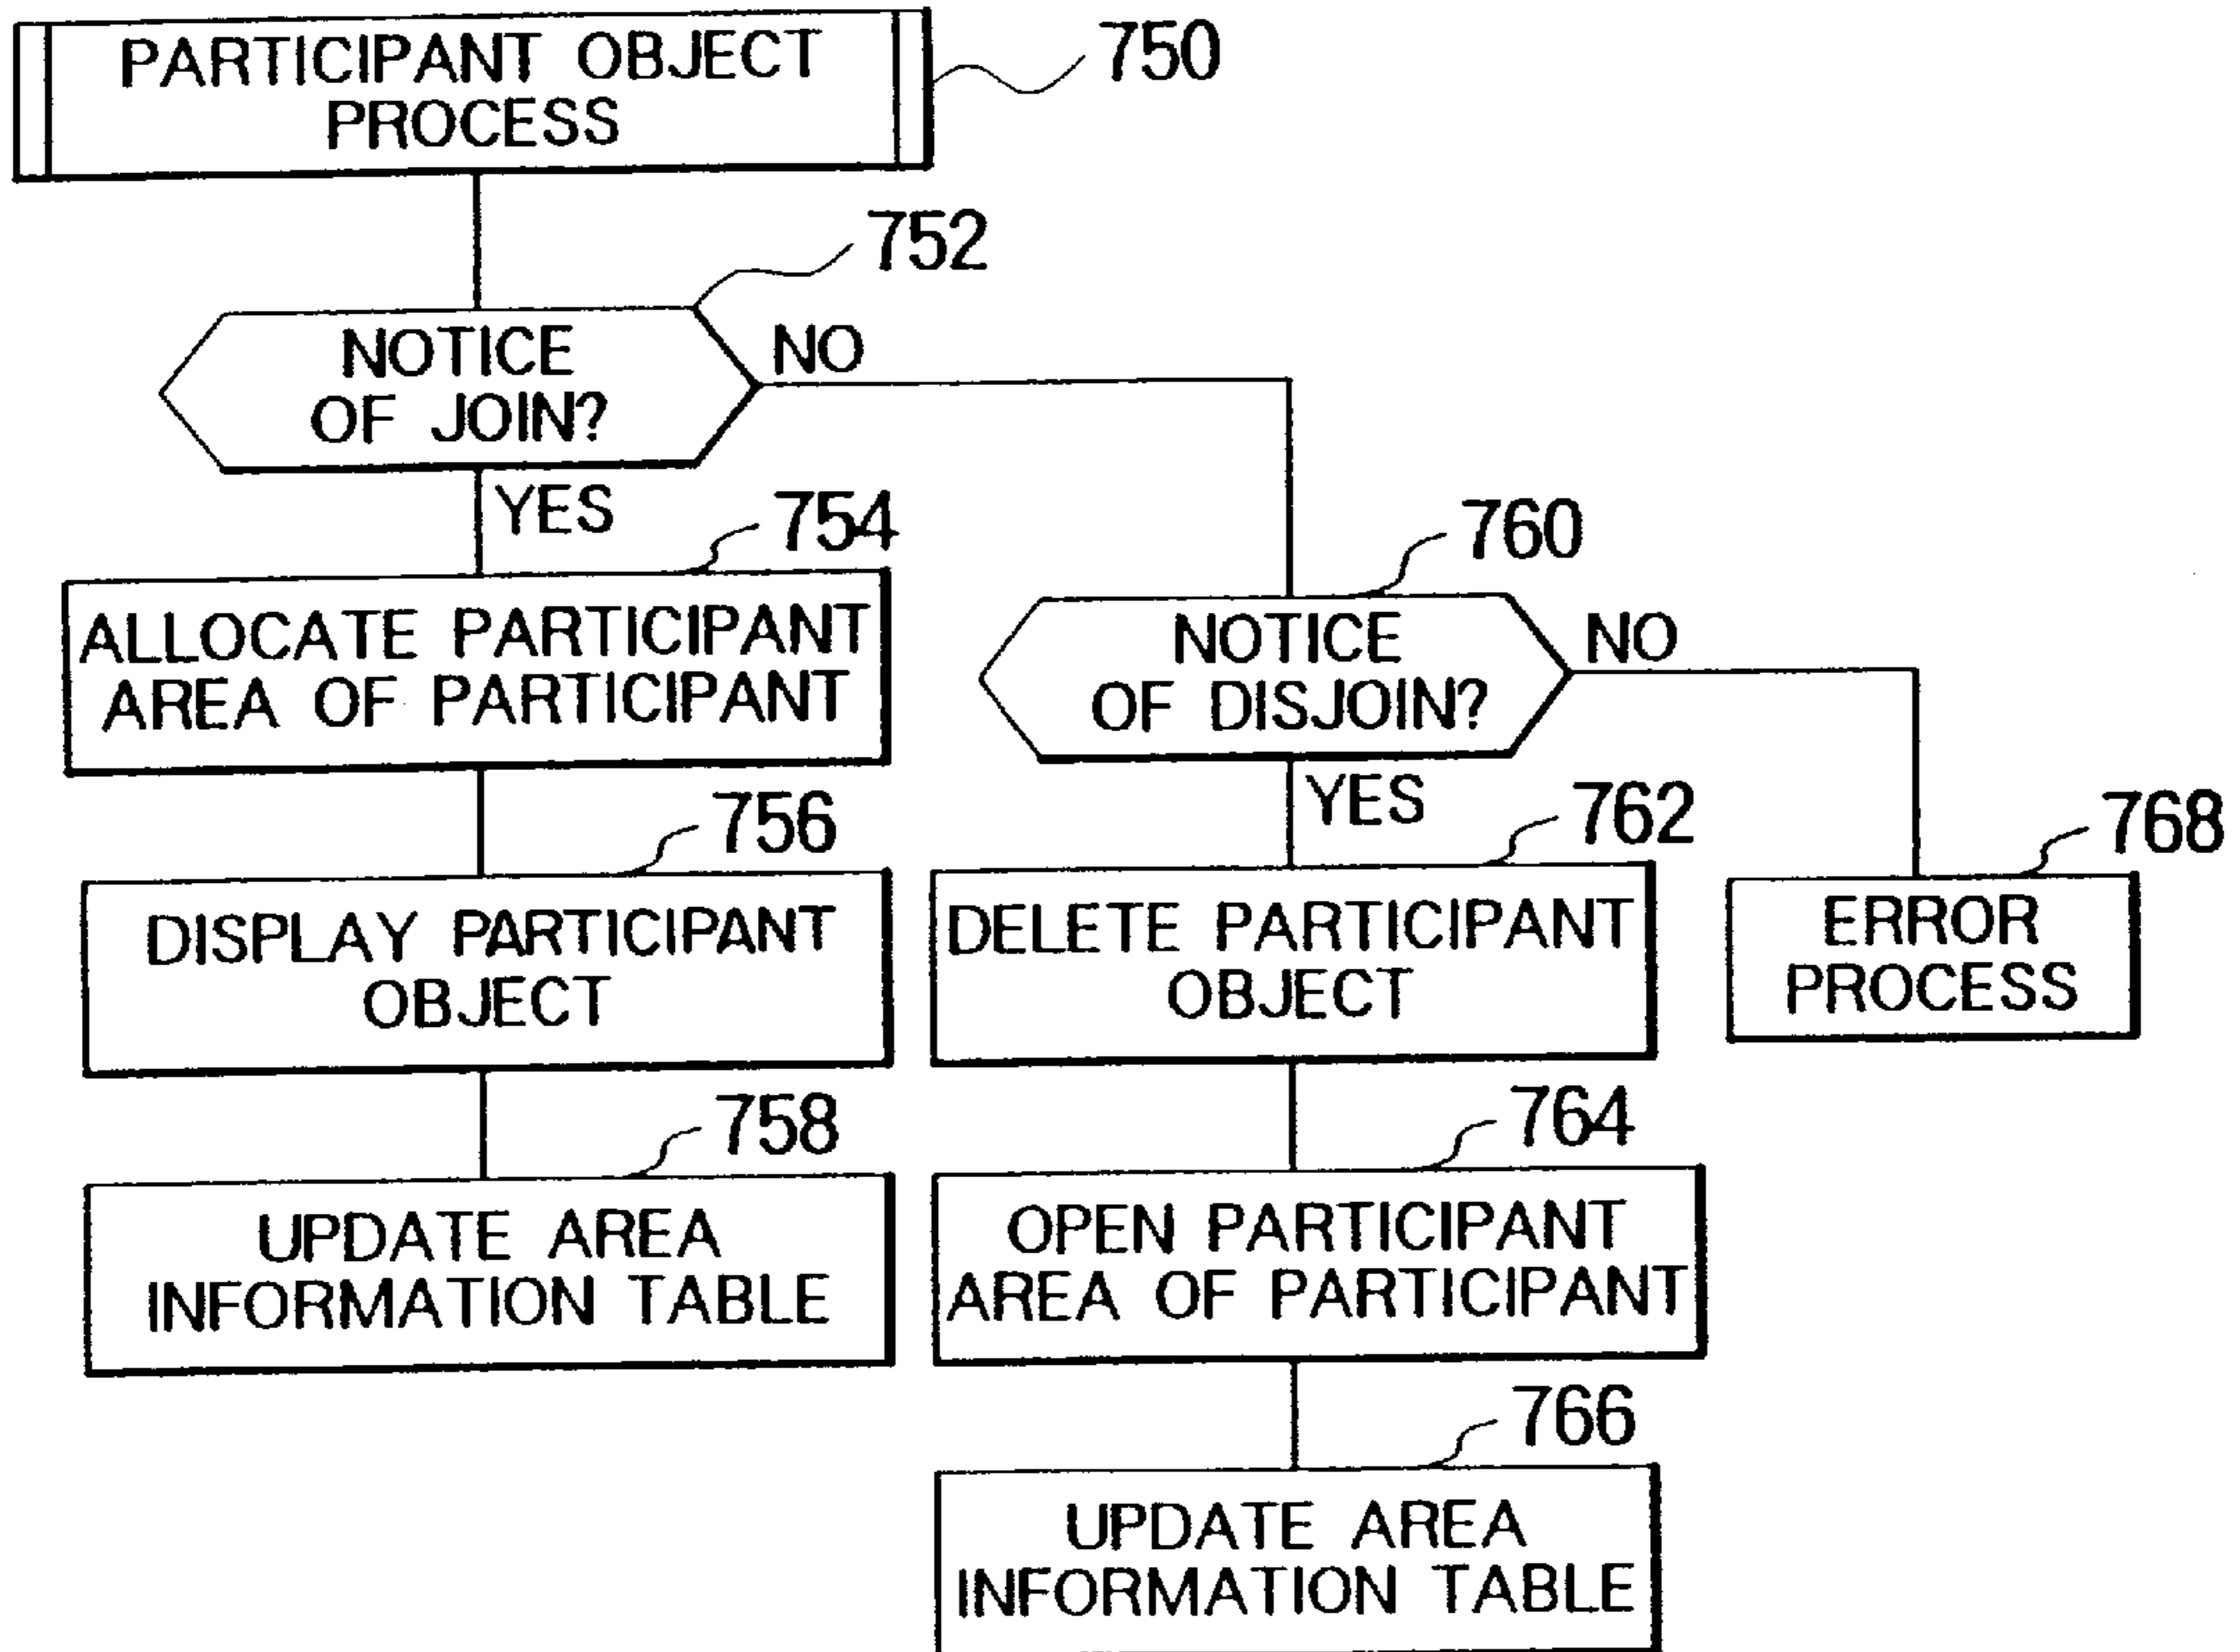 PARTICIPANT OBJECT
PROCESS
750
752
NOTICE
OF JOIN?
NO
YES
754
ALLOCATE PARTICIPANT
AREA OF PARTICIPANT
756
DISPLAY PARTICIPANT
OBJECT
758
UPDATE AREA
INFORMATION TABLE
760
NOTICE
OF DISJOIN?
NO
YES
762
DELETE PARTICIPANT
OBJECT
764
OPEN PARTICIPANT
AREA OF PARTICIPANT
766
UPDATE AREA
INFORMATION TABLE
768
ERROR
PROCESS